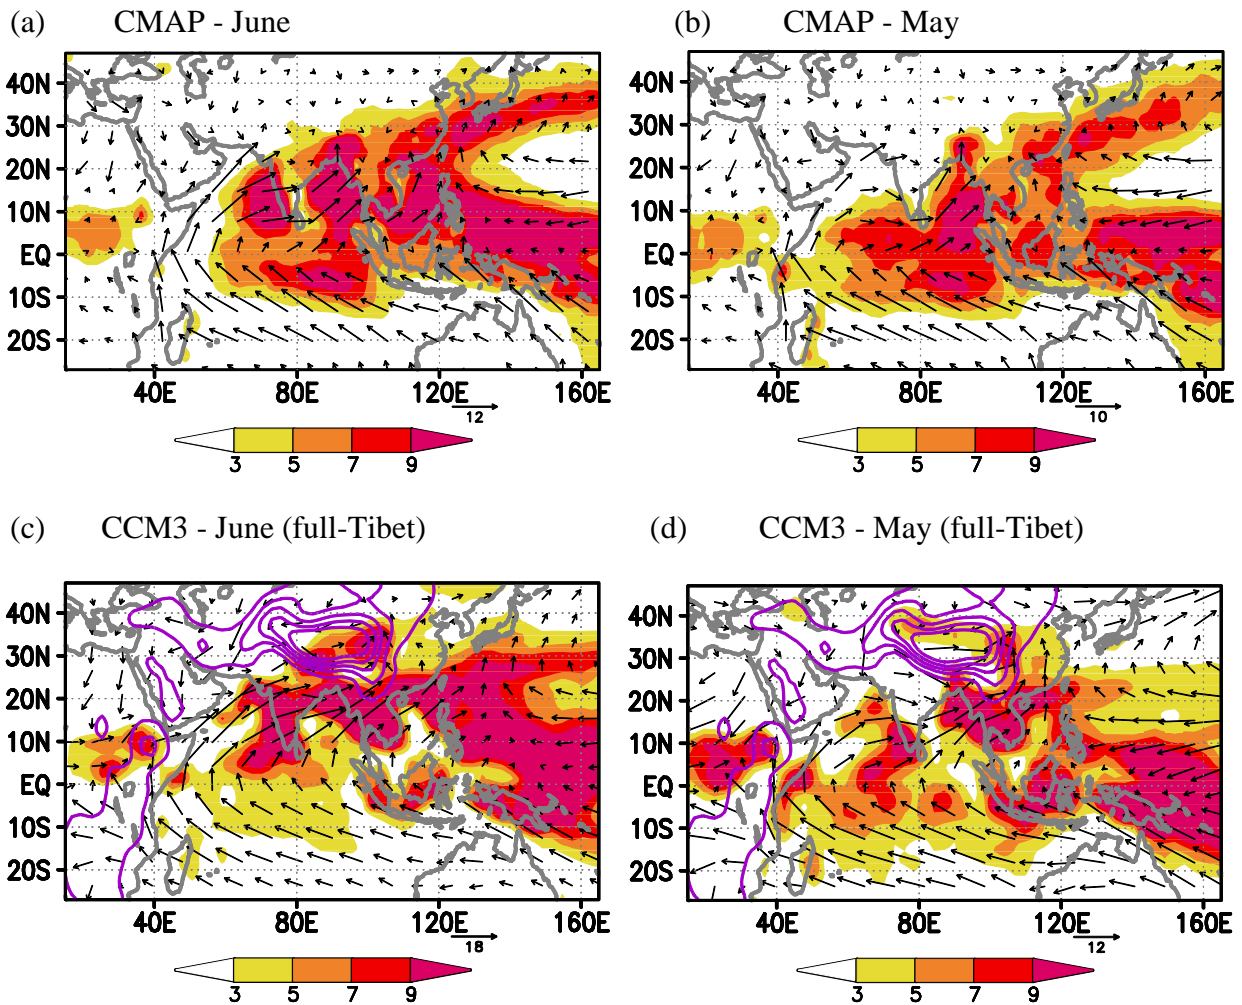 (a) CMAP - June
(b) CMAP - May
40N
30N
20N
10N
EQ
10S
20S
40E 80E 120E 160E
12
3 5 7 9
40N
30N
20N
10N
EQ
10S
20S
40E 80E 120E 160E
10
3 5 7 9
(c) CCM3 - June (full-Tibet)
(d) CCM3 - May (full-Tibet)
40N
30N
20N
10N
EQ
10S
20S
40E 80E 120E 160E
18
3 5 7 9
40N
30N
20N
10N
EQ
10S
20S
40E 80E 120E 160E
12
3 5 7 9